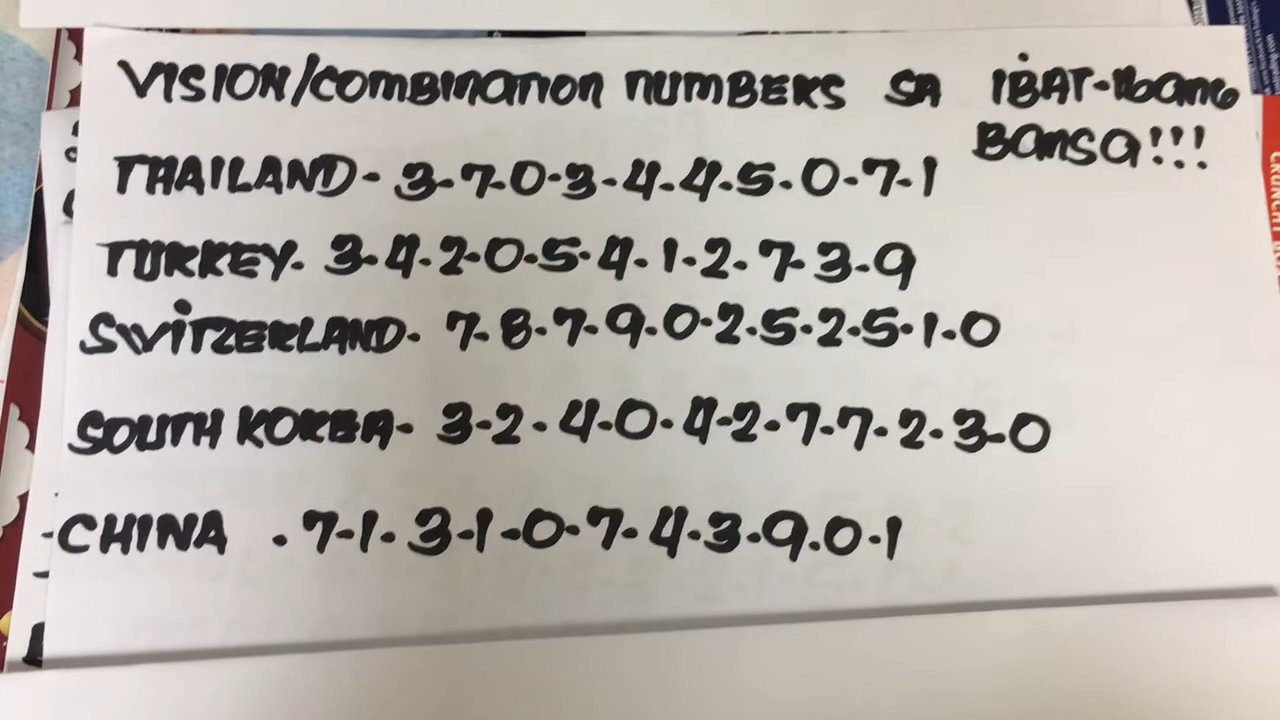 VISION/COMBINATION NUMBERS SA IBAT-IBANG
BANSA!!!
THAILAND- 3-7-0-3-4-4-5-0-7-1
TURKEY- 3-4-2-0-5-4-1-2-7-3-9
SWITZERLAND- 7-8-7-9-0-2-5-2-5-1-0
SOUTH KOREA- 3-2-4-0-4-2-7-7-2-3-0
CHINA - 7-1-3-1-0-7-4-3-9-0-1